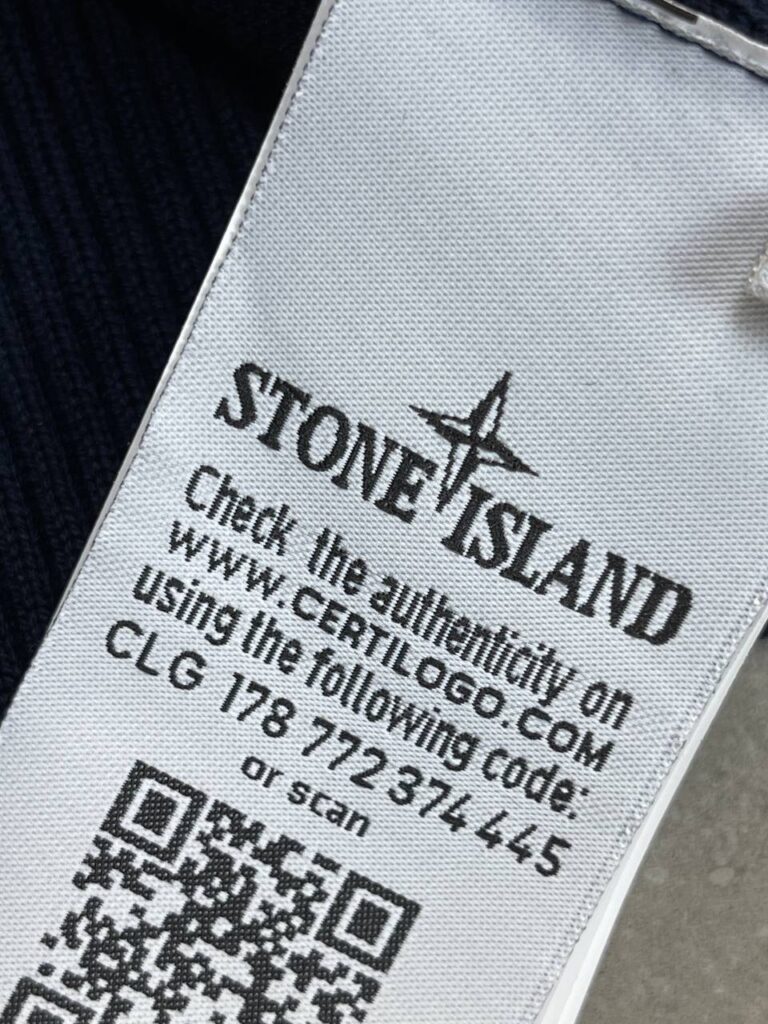 STONE ISLAND
Check the authenticity on
www.CERTILOGO.COM
using the following code:
CLG 178 772 374 445
or scan